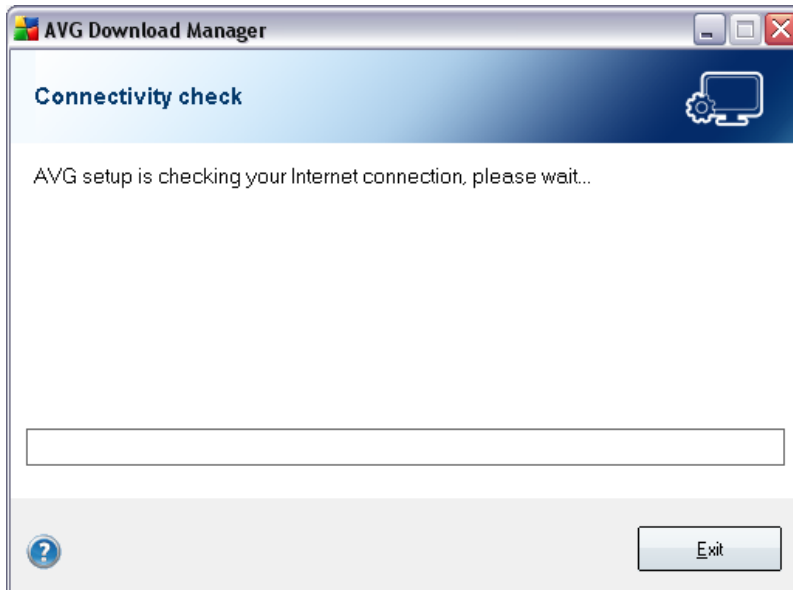 AVG Download Manager
Connectivity check
AVG setup is checking your Internet connection, please wait...
?
Exit